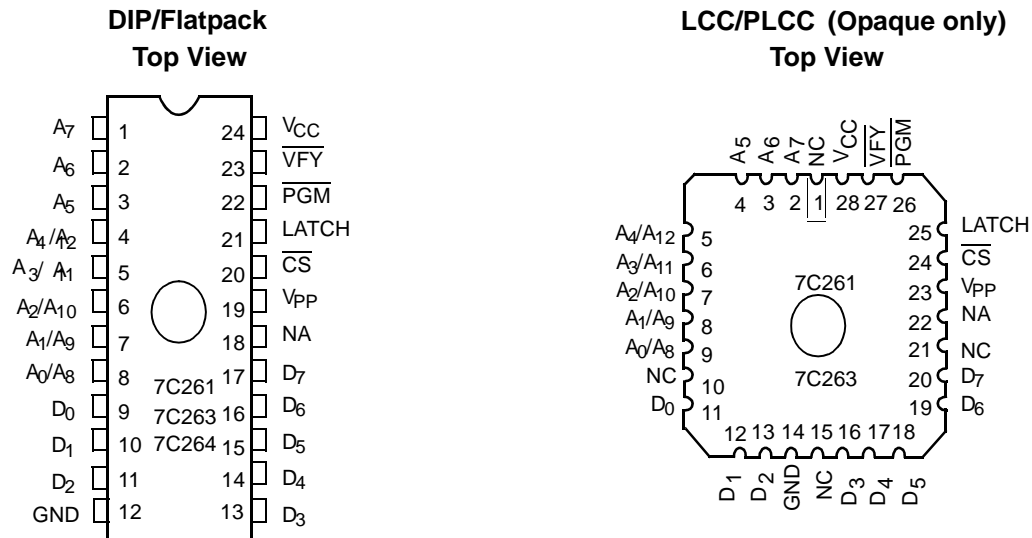 DIP/Flatpack
Top View
A7 1 24 VCC
A6 2 23 VFY
A5 3 22 PGM
A4/A12 4 21 LATCH
A3/A11 5 20 CS
A2/A10 6 19 VPP
A1/A9 7 18 NA
A0/A8 8 17 D7
D0 9 16 D6
D1 10 15 D5
D2 11 14 D4
GND 12 13 D3
7C261
7C263
7C264
LCC/PLCC (Opaque only)
Top View
A5 A6 A7 NC VCC VFY PGM
4 3 2 1 28 27 26
A4/A12 5 25 LATCH
A3/A11 6 24 CS
A2/A10 7 23 VPP
A1/A9 8 22 NA
A0/A8 9 21 NC
NC 10 20 D7
D0 11 19 D6
7C261
7C263
12 13 14 15 16 17 18
D1 D2 GND NC D3 D4 D5